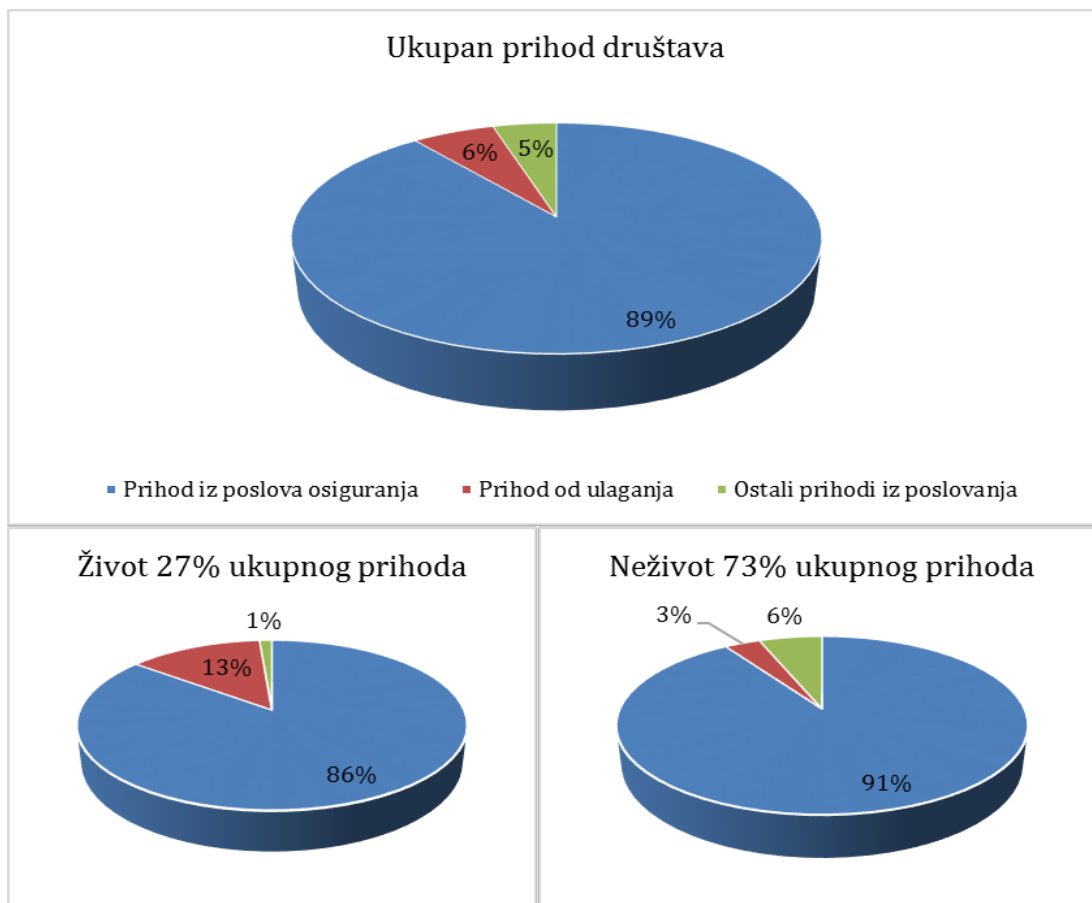 Ukupan prihod društava
6%
5%
89%
Prihod iz poslova osiguranja
Prihod od ulaganja
Ostali prihodi iz poslovanja
Život 27% ukupnog prihoda
1%
13%
86%
Neživot 73% ukupnog prihoda
3%
6%
91%